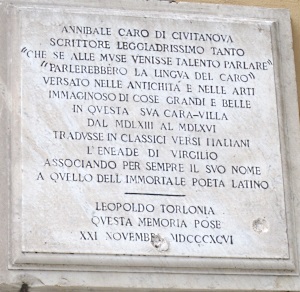 ANNIBALE CARO DI CIVITANOVA
SCRITTORE LEGGIADRISSIMO TANTO
"CHE SE ALLE MVSE VENISSE TALENTO PARLARE"
"PARLEREBBERO LA LINGVA DEL CARO"
VERSATO NELLE ANTICHITÀ E NELLE ARTI
IMMAGINOSO DI COSE GRANDI E BELLE
IN QVESTA SVA CARA-VILLA
DAL MDLXIII AL MDLXVI
TRADVSSE IN CLASSICI VERSI ITALIANI
L'ENEADE DI VIRGILIO
ASSOCIANDO PER SEMPRE IL SVO NOME
A QVELLO DELL'IMMORTALE POETA LATINO
LEOPOLDO TORLONIA
QVESTA MEMORIA POSE
XXI NOVEMBRE MDCCCXCVI